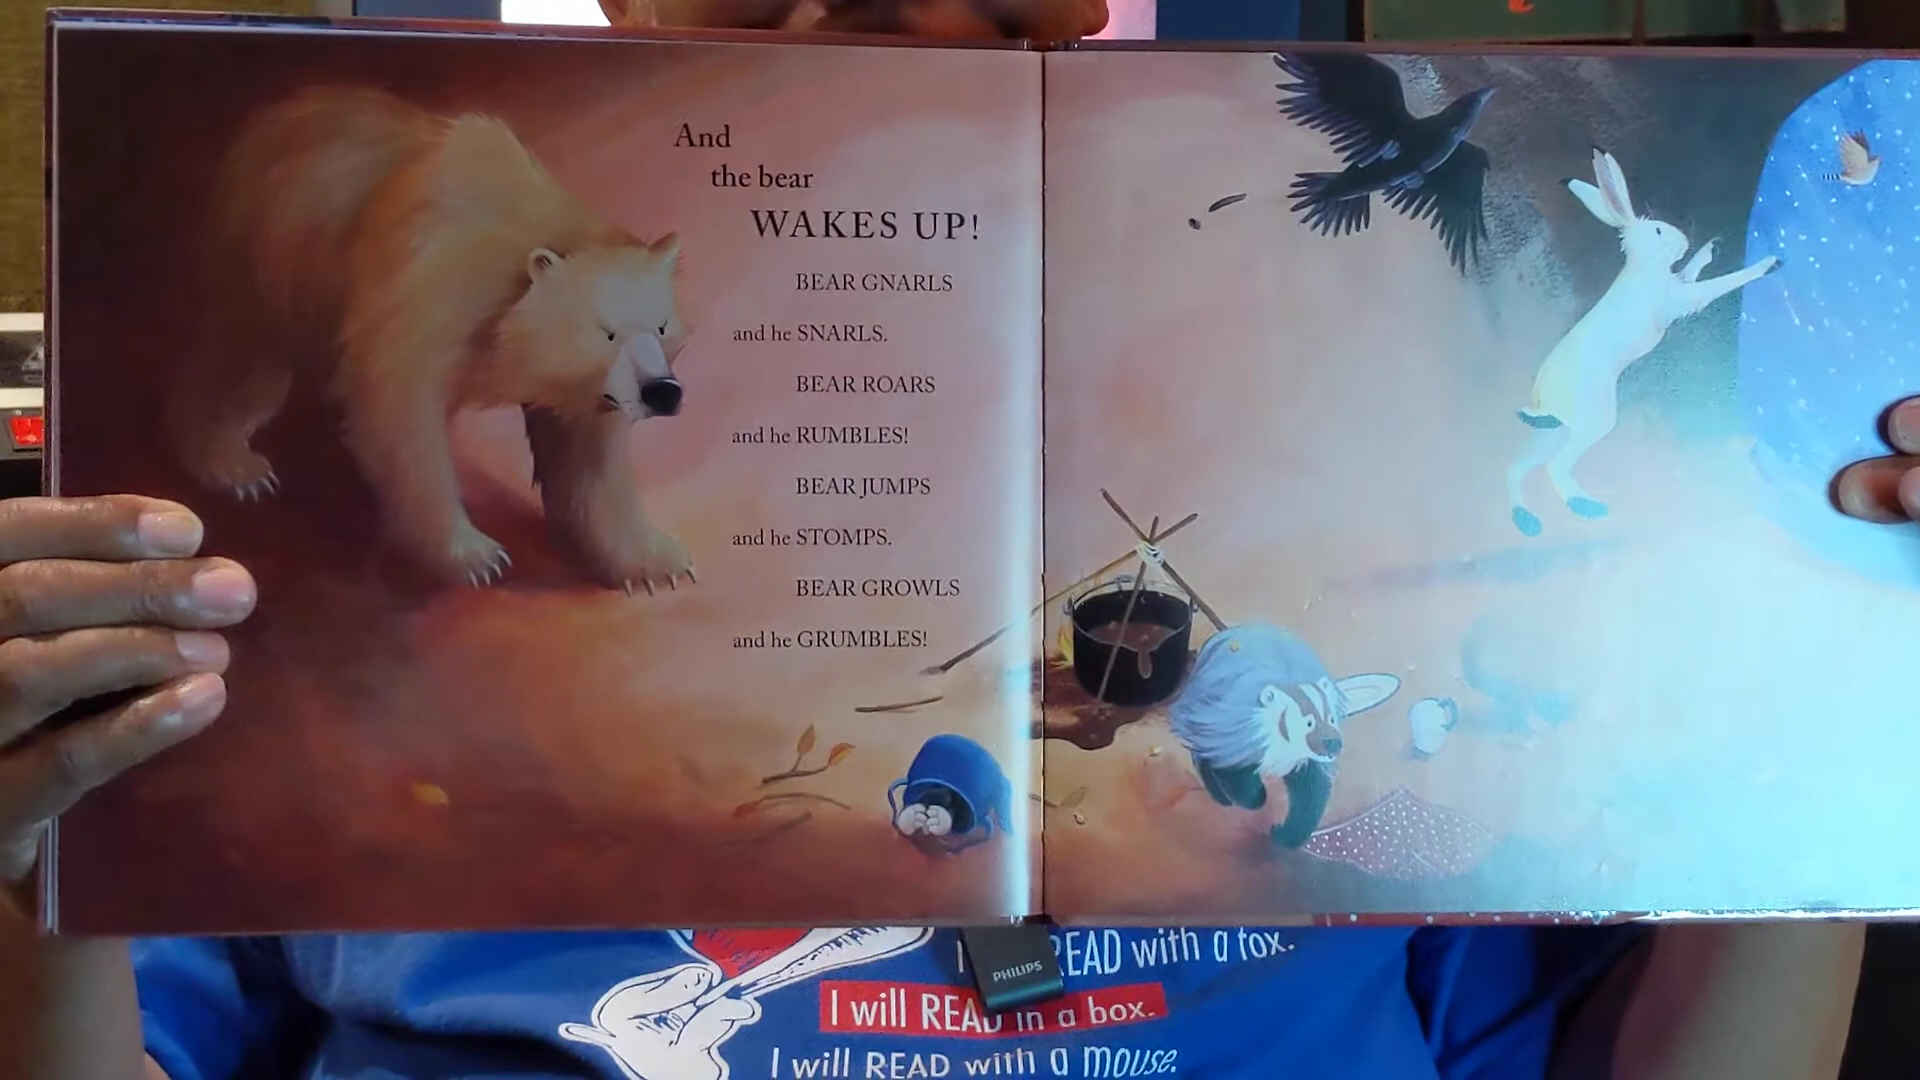 And
the bear
WAKES UP!
BEAR GNARLS
and he SNARLS.
BEAR ROARS
and he RUMBLES!
BEAR JUMPS
and he STOMPS.
BEAR GROWLS
and he GRUMBLES!
I READ with a fox.
PHILIPS
I will READ in a box.
I will READ with a mouse.